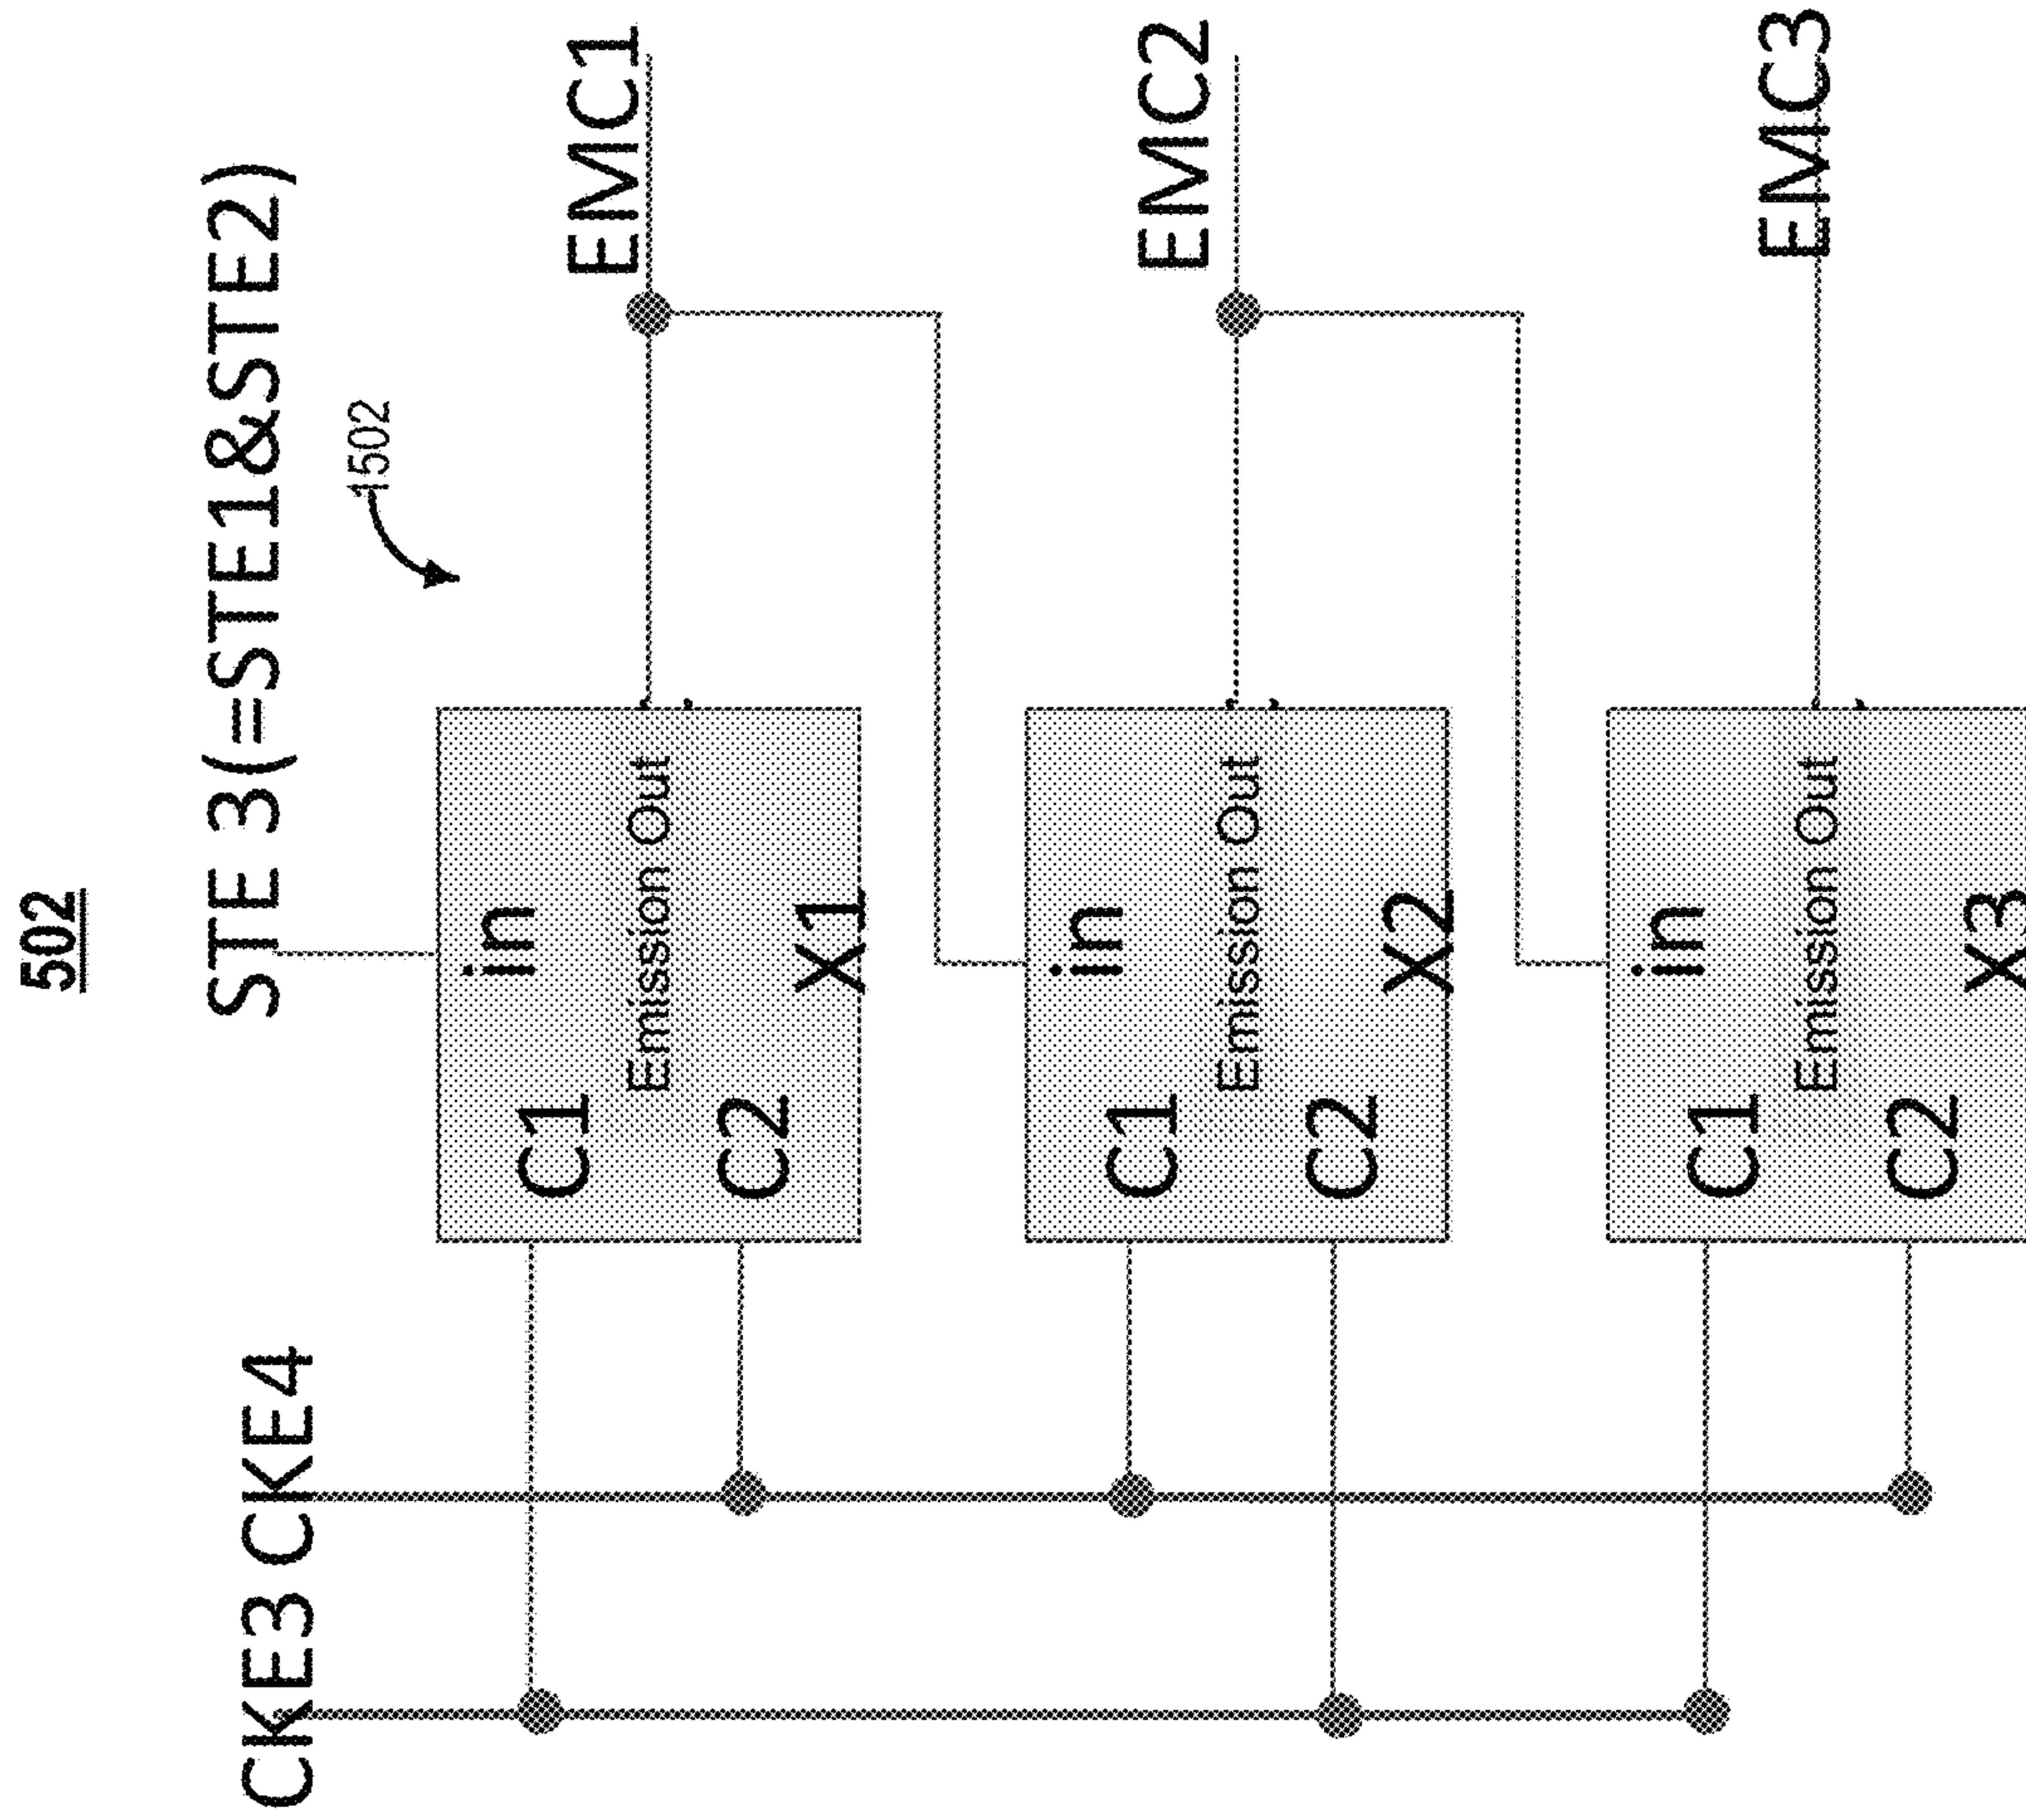 502
CKE3 CKE4
STE 3(=STE1&STE2)
1502
in
C1
Emission Out
C2
X1
EMC1
in
C1
Emission Out
C2
X2
EMC2
in
C1
Emission Out
C2
X3
EMC3